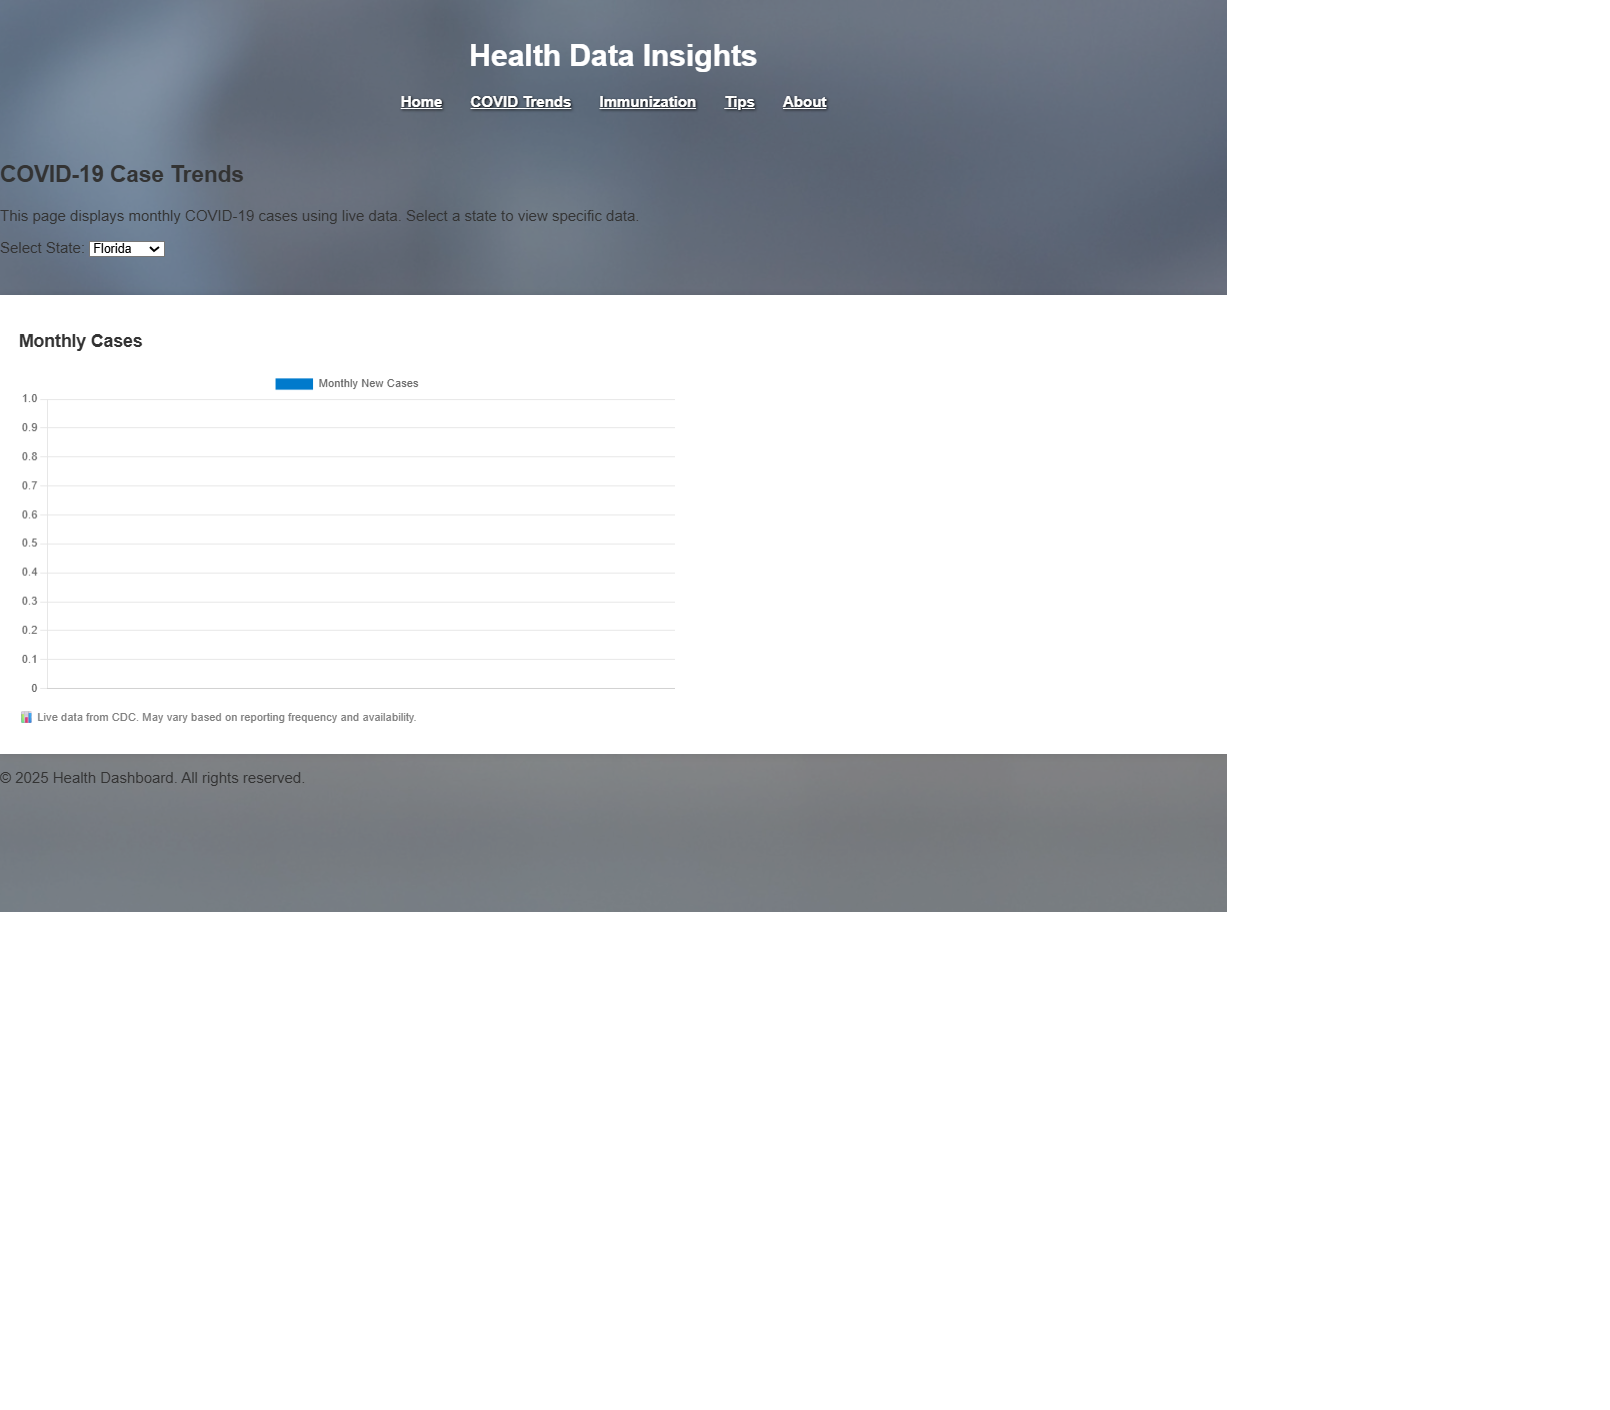 Health Data Insights
Home COVID Trends Immunization Tips About
COVID-19 Case Trends
This page displays monthly COVID-19 cases using live data. Select a state to view specific data.
Select State: Florida
Monthly Cases
Monthly New Cases
1.0
0.9
0.8
0.7
0.6
0.5
0.4
0.3
0.2
0.1
0
Live data from CDC. May vary based on reporting frequency and availability.
© 2025 Health Dashboard. All rights reserved.